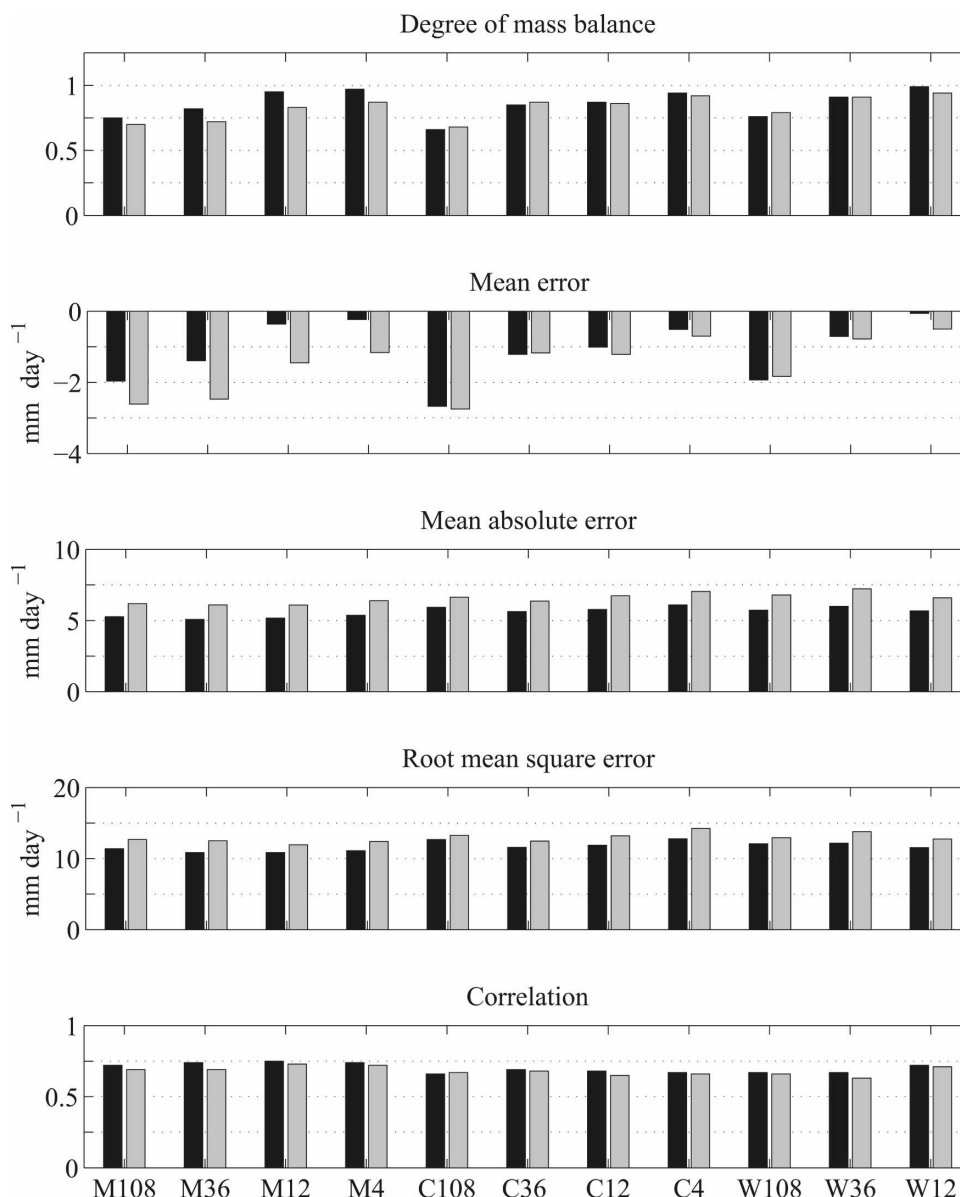 Degree of mass balance
1
0.5
0
Mean error
0
−2
−4
mm day −1
Mean absolute error
10
5
0
mm day −1
Root mean square error
20
10
0
mm day −1
Correlation
1
0.5
0
M108 M36 M12 M4 C108 C36 C12 C4 W108 W36 W12